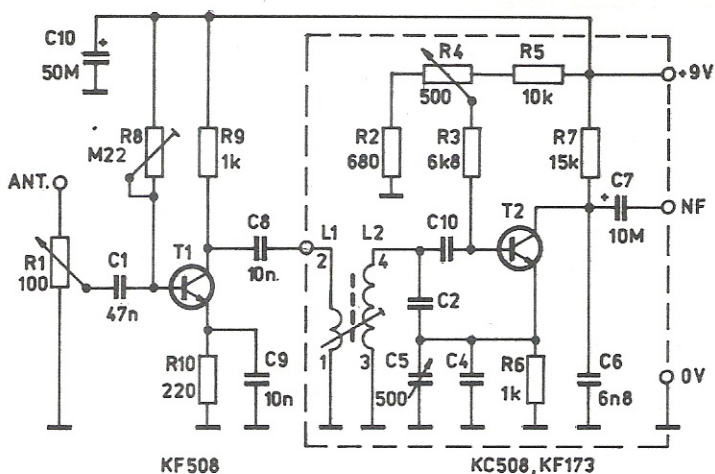 C10
50M
R8
M22
R9
1k
ANT.
R1
100
C1
47n
T1
C8
10n.
R10
220
C9
10n
KF508
L1
2
1
L2
4
3
C10
C2
C5
500
C4
R6
1k
R4
500
R5
10k
R2
680
R3
6k8
R7
15k
T2
C7
+
10M
C6
6n8
+9V
NF
0V
KC508, KF173